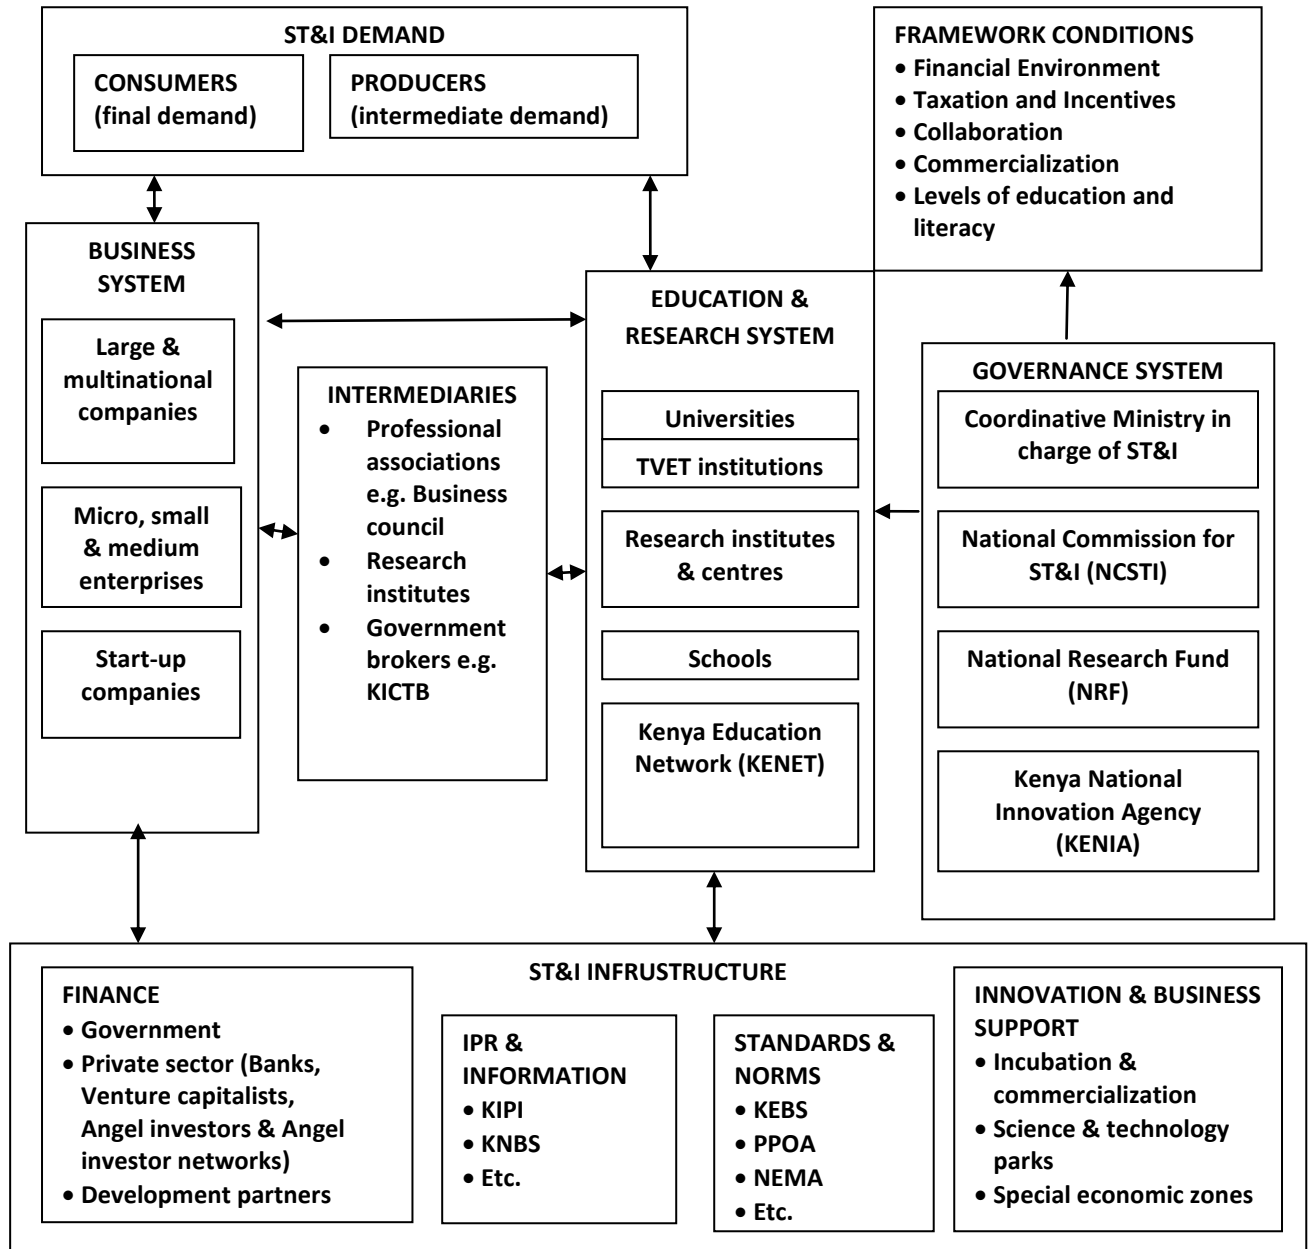 ST&I DEMAND
CONSUMERS
(final demand)
PRODUCERS
(intermediate demand)
FRAMEWORK CONDITIONS
• Financial Environment
• Taxation and Incentives
• Collaboration
• Commercialization
• Levels of education and
literacy
BUSINESS
SYSTEM
Large &
multinational
companies
Micro, small
& medium
enterprises
Start-up
companies
INTERMEDIARIES
• Professional
associations
e.g. Business
council
• Research
institutes
• Government
brokers e.g.
KICTB
EDUCATION &
RESEARCH SYSTEM
Universities
TVET institutions
Research institutes
& centres
Schools
Kenya Education
Network (KENET)
GOVERNANCE SYSTEM
Coordinative Ministry in
charge of ST&I
National Commission for
ST&I (NCSTI)
National Research Fund
(NRF)
Kenya National
Innovation Agency
(KENIA)
ST&I INFRUSTRUCTURE
FINANCE
• Government
• Private sector (Banks,
Venture capitalists,
Angel investors & Angel
investor networks)
• Development partners
IPR &
INFORMATION
• KIPI
• KNBS
• Etc.
STANDARDS &
NORMS
• KEBS
• PPOA
• NEMA
• Etc.
INNOVATION & BUSINESS
SUPPORT
• Incubation &
commercialization
• Science & technology
parks
• Special economic zones